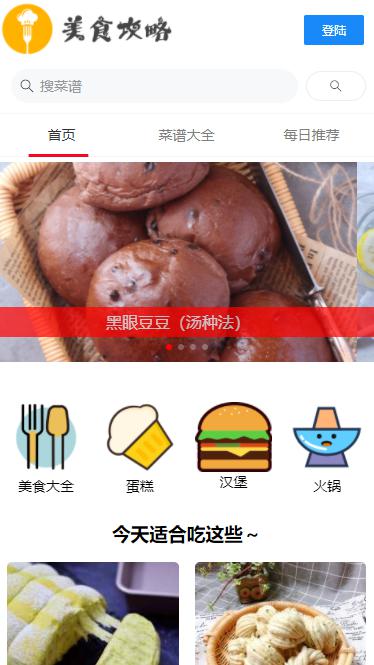 美食攻略
登陆
搜菜谱
首页
菜谱大全
每日推荐
黑眼豆豆（汤种法）
美食大全
蛋糕
汉堡
火锅
今天适合吃这些～